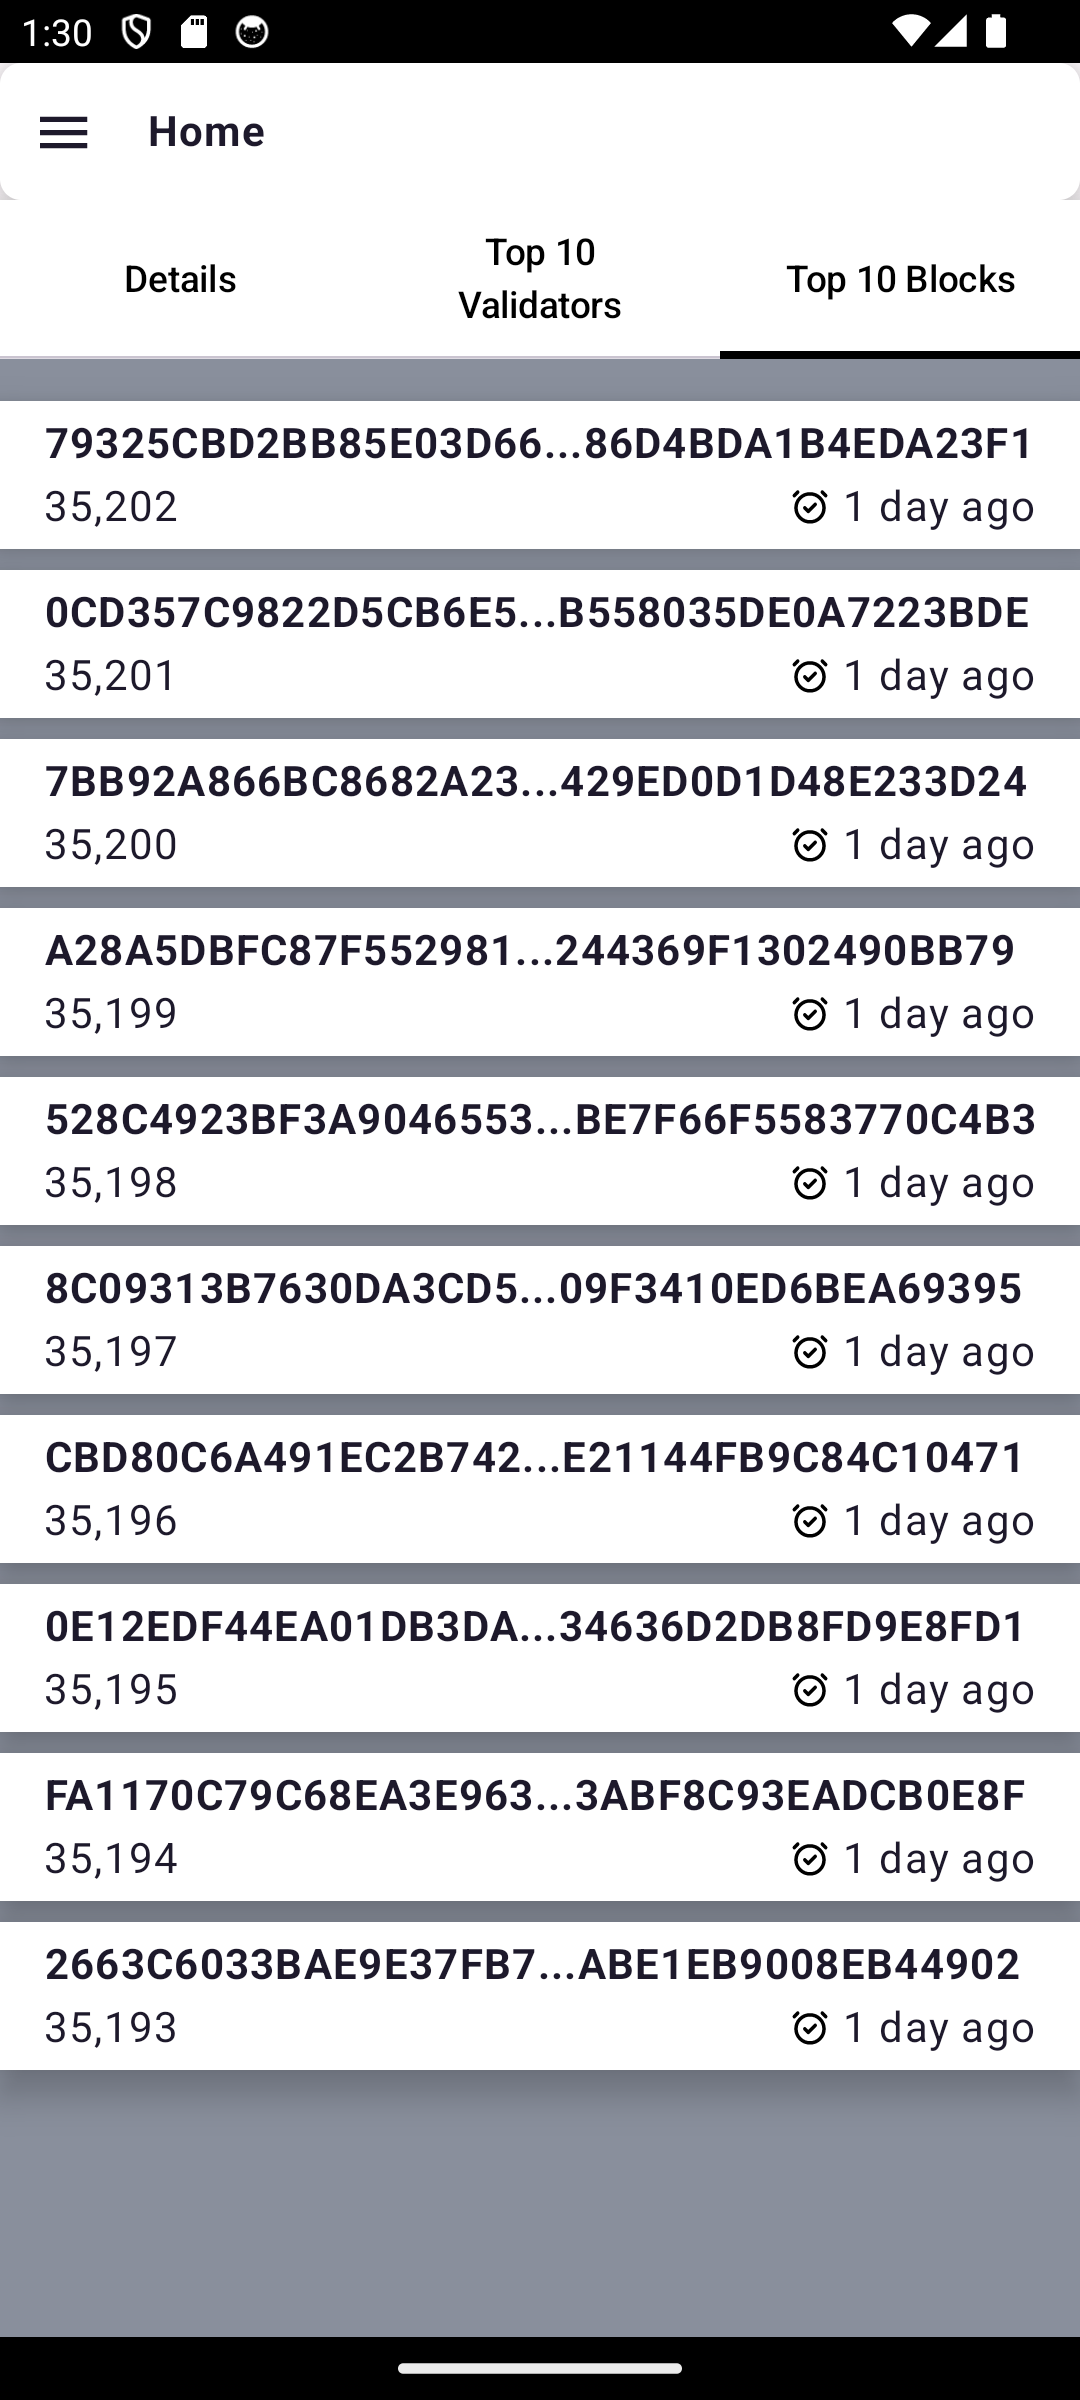 1:30
Home
Details
Top 10
Validators
Top 10 Blocks
79325CBD2BB85E03D66...86D4BDA1B4EDA23F1
35,202 1 day ago
0CD357C9822D5CB6E5...B558035DE0A7223BDE
35,201 1 day ago
7BB92A866BC8682A23...429ED0D1D48E233D24
35,200 1 day ago
A28A5DBFC87F552981...244369F1302490BB79
35,199 1 day ago
528C4923BF3A9046553...BE7F66F5583770C4B3
35,198 1 day ago
8C09313B7630DA3CD5...09F3410ED6BEA69395
35,197 1 day ago
CBD80C6A491EC2B742...E21144FB9C84C10471
35,196 1 day ago
0E12EDF44EA01DB3DA...34636D2DB8FD9E8FD1
35,195 1 day ago
FA1170C79C68EA3E963...3ABF8C93EADCB0E8F
35,194 1 day ago
2663C6033BAE9E37FB7...ABE1EB9008EB44902
35,193 1 day ago